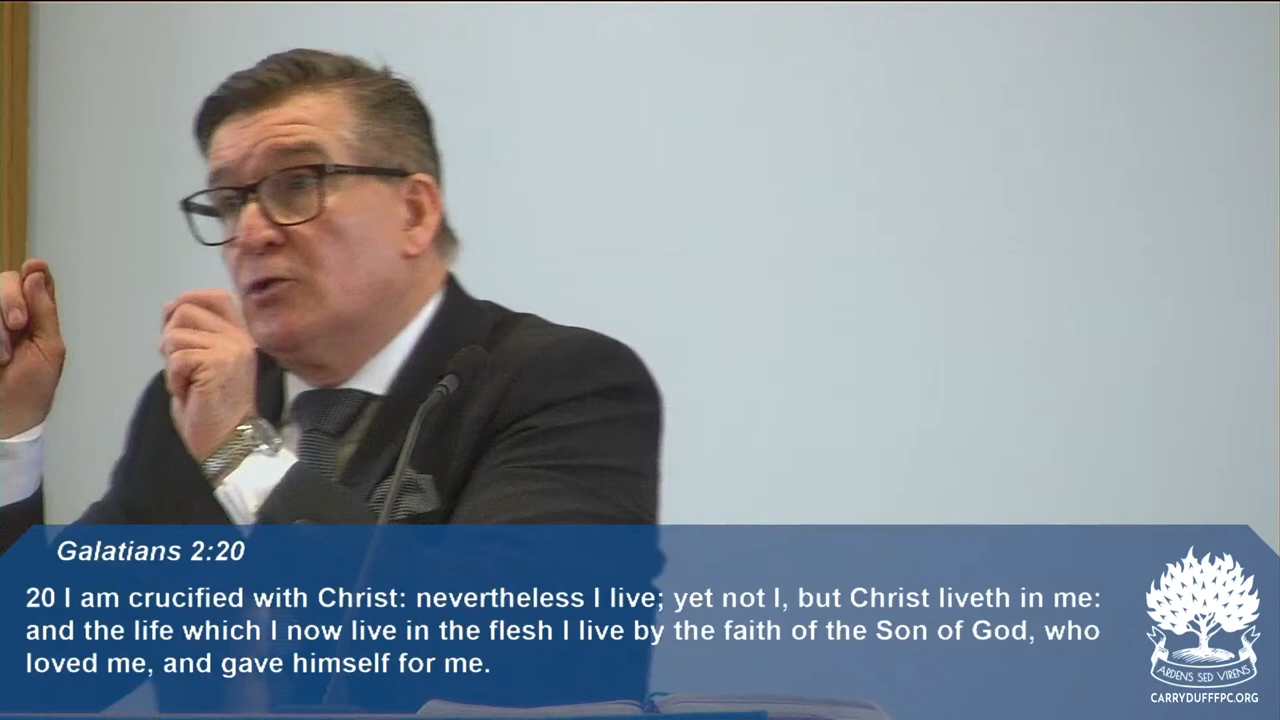 Galatians 2:20
20 I am crucified with Christ: nevertheless I live; yet not I, but Christ liveth in me:
and the life which I now live in the flesh I live by the faith of the Son of God, who
loved me, and gave himself for me.
ARDENS SED VIRENS
CARRYDUFFFPC.ORG